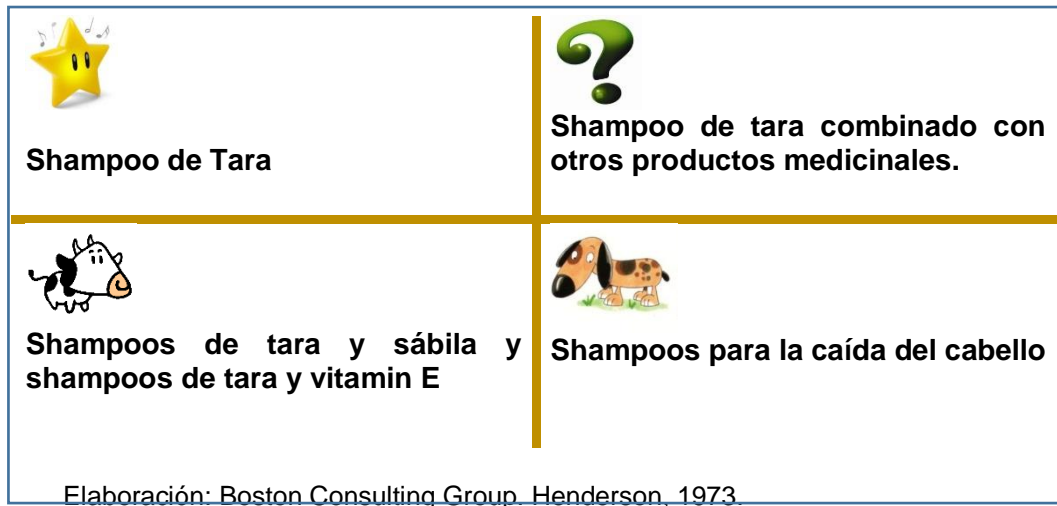 Shampoo de Tara
Shampoo de tara combinado con
otros productos medicinales.
Shampoos de tara y sábila y
shampoos de tara y vitamin E
Shampoos para la caída del cabello
Elaboración: Boston Consulting Group. Henderson, 1973.